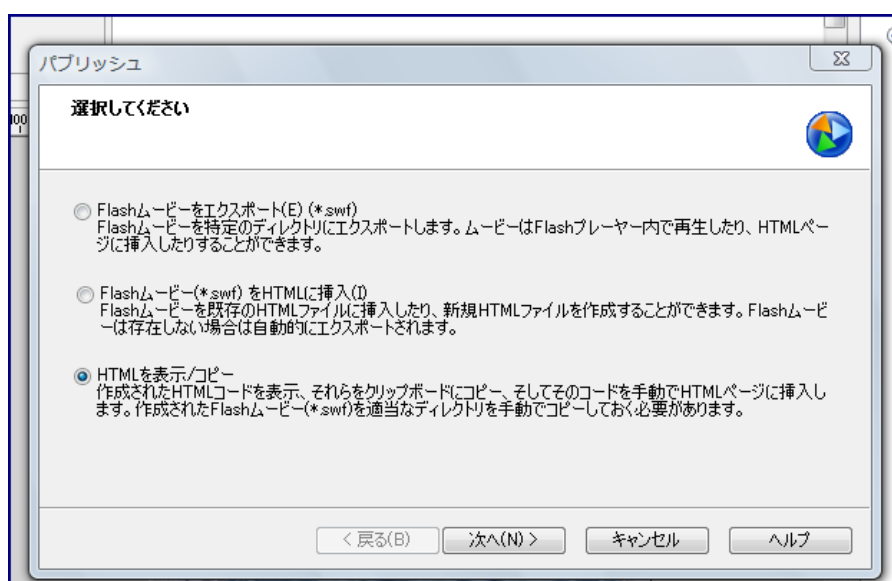 パブリッシュ
選択してください
Flashムービーをエクスポート(E) (*.swf)
Flashムービーを特定のディレクトリにエクスポートします。ムービーはFlashプレーヤー内で再生したり、HTMLペー
ジに挿入したりすることができます。
Flashムービー(*.swf) をHTMLに挿入(I)
Flashムービーを既存のHTMLファイルに挿入したり、新規HTMLファイルを作成することができます。Flashムービ
ーは存在しない場合は自動的にエクスポートされます。
HTMLを表示/コピー
作成されたHTMLコードを表示、それらをクリップボードにコピー、そしてそのコードを手動でHTMLページに挿入し
ます。作成されたFlashムービー(*.swf)を適当なディレクトリを手動でコピーしておく必要があります。
< 戻る(B) 次へ(N) > キャンセル ヘルプ